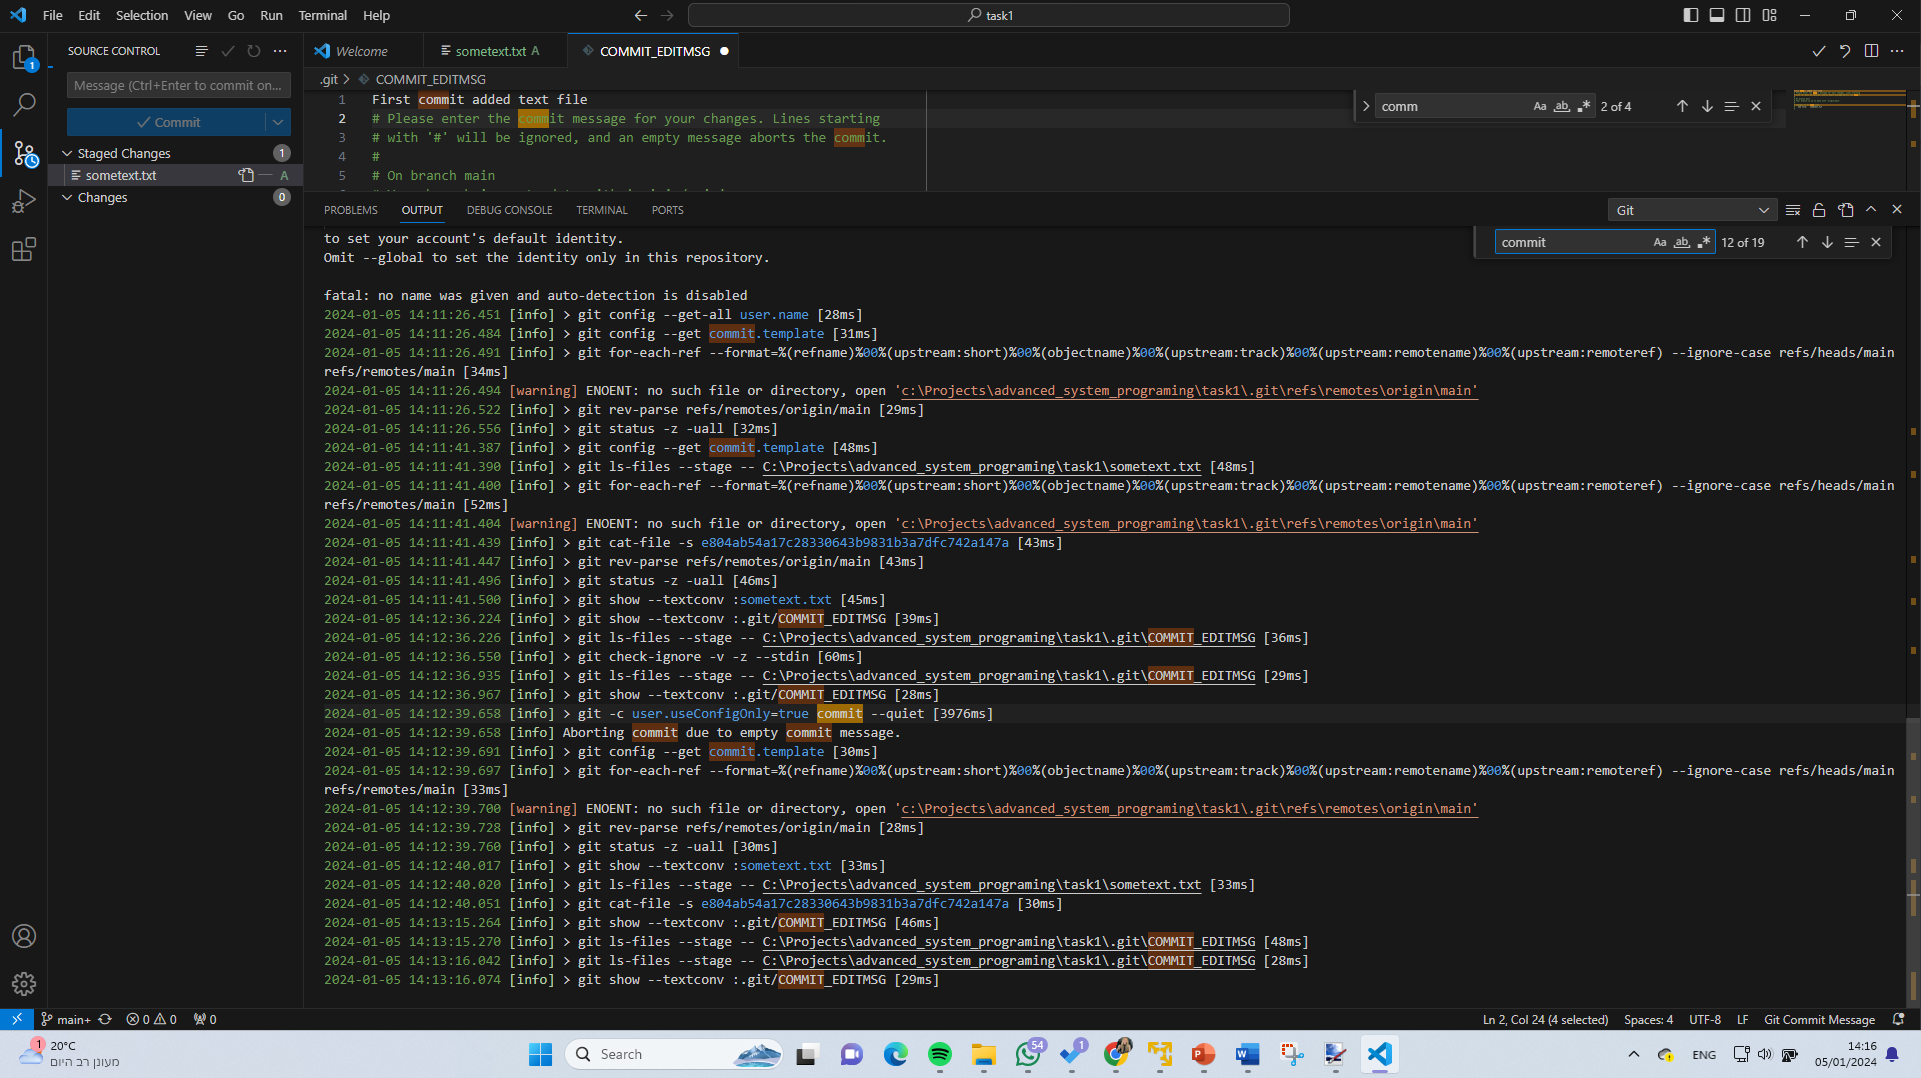 File Edit Selection View Go Run Terminal Help
task1
SOURCE CONTROL
Welcome
sometext.txt A
COMMIT_EDITMSG
1
Message (Ctrl+Enter to commit on...
Commit
Staged Changes 1
sometext.txt A
Changes 0
.git > COMMIT_EDITMSG
1 First commit added text file
2 # Please enter the commit message for your changes. Lines starting
3 # with '#' will be ignored, and an empty message aborts the commit.
4 #
5 # On branch main
comm Aa ab 2 of 4
PROBLEMS OUTPUT DEBUG CONSOLE TERMINAL PORTS
Git
commit Aa ab 12 of 19
to set your account's default identity.
Omit --global to set the identity only in this repository.
fatal: no name was given and auto-detection is disabled
2024-01-05 14:11:26.451 [info] > git config --get-all user.name [28ms]
2024-01-05 14:11:26.484 [info] > git config --get commit.template [31ms]
2024-01-05 14:11:26.491 [info] > git for-each-ref --format=%(refname)%00%(upstream:short)%00%(objectname)%00%(upstream:track)%00%(upstream:remotename)%00%(upstream:remoteref) --ignore-case refs/heads/main
refs/remotes/main [34ms]
2024-01-05 14:11:26.494 [warning] ENOENT: no such file or directory, open 'c:\Projects\advanced_system_programing\task1\.git\refs\remotes\origin\main'
2024-01-05 14:11:26.522 [info] > git rev-parse refs/remotes/origin/main [29ms]
2024-01-05 14:11:26.556 [info] > git status -z -uall [32ms]
2024-01-05 14:11:41.387 [info] > git config --get commit.template [48ms]
2024-01-05 14:11:41.390 [info] > git ls-files --stage -- C:\Projects\advanced_system_programing\task1\sometext.txt [48ms]
2024-01-05 14:11:41.400 [info] > git for-each-ref --format=%(refname)%00%(upstream:short)%00%(objectname)%00%(upstream:track)%00%(upstream:remotename)%00%(upstream:remoteref) --ignore-case refs/heads/main
refs/remotes/main [52ms]
2024-01-05 14:11:41.404 [warning] ENOENT: no such file or directory, open 'c:\Projects\advanced_system_programing\task1\.git\refs\remotes\origin\main'
2024-01-05 14:11:41.439 [info] > git cat-file -s e804ab54a17c28330643b9831b3a7dfc742a147a [43ms]
2024-01-05 14:11:41.447 [info] > git rev-parse refs/remotes/origin/main [43ms]
2024-01-05 14:11:41.496 [info] > git status -z -uall [46ms]
2024-01-05 14:11:41.500 [info] > git show --textconv :sometext.txt [45ms]
2024-01-05 14:12:36.224 [info] > git show --textconv :.git/COMMIT_EDITMSG [39ms]
2024-01-05 14:12:36.226 [info] > git ls-files --stage -- C:\Projects\advanced_system_programing\task1\.git\COMMIT_EDITMSG [36ms]
2024-01-05 14:12:36.550 [info] > git check-ignore -v -z --stdin [60ms]
2024-01-05 14:12:36.935 [info] > git ls-files --stage -- C:\Projects\advanced_system_programing\task1\.git\COMMIT_EDITMSG [29ms]
2024-01-05 14:12:36.967 [info] > git show --textconv :.git/COMMIT_EDITMSG [28ms]
2024-01-05 14:12:39.658 [info] > git -c user.useConfigOnly=true commit --quiet [3976ms]
2024-01-05 14:12:39.658 [info] Aborting commit due to empty commit message.
2024-01-05 14:12:39.691 [info] > git config --get commit.template [30ms]
2024-01-05 14:12:39.697 [info] > git for-each-ref --format=%(refname)%00%(upstream:short)%00%(objectname)%00%(upstream:track)%00%(upstream:remotename)%00%(upstream:remoteref) --ignore-case refs/heads/main
refs/remotes/main [33ms]
2024-01-05 14:12:39.700 [warning] ENOENT: no such file or directory, open 'c:\Projects\advanced_system_programing\task1\.git\refs\remotes\origin\main'
2024-01-05 14:12:39.728 [info] > git rev-parse refs/remotes/origin/main [28ms]
2024-01-05 14:12:39.760 [info] > git status -z -uall [30ms]
2024-01-05 14:12:40.017 [info] > git show --textconv :sometext.txt [33ms]
2024-01-05 14:12:40.020 [info] > git ls-files --stage -- C:\Projects\advanced_system_programing\task1\sometext.txt [33ms]
2024-01-05 14:12:40.051 [info] > git cat-file -s e804ab54a17c28330643b9831b3a7dfc742a147a [30ms]
2024-01-05 14:13:15.264 [info] > git show --textconv :.git/COMMIT_EDITMSG [46ms]
2024-01-05 14:13:15.270 [info] > git ls-files --stage -- C:\Projects\advanced_system_programing\task1\.git\COMMIT_EDITMSG [48ms]
2024-01-05 14:13:16.042 [info] > git ls-files --stage -- C:\Projects\advanced_system_programing\task1\.git\COMMIT_EDITMSG [28ms]
2024-01-05 14:13:16.074 [info] > git show --textconv :.git/COMMIT_EDITMSG [29ms]
main+ 0 0 0
Ln 2, Col 24 (4 selected) Spaces: 4 UTF-8 LF Git Commit Message
1 20°C
מעונן רב היום
Search
54
1
ENG
14:16
05/01/2024